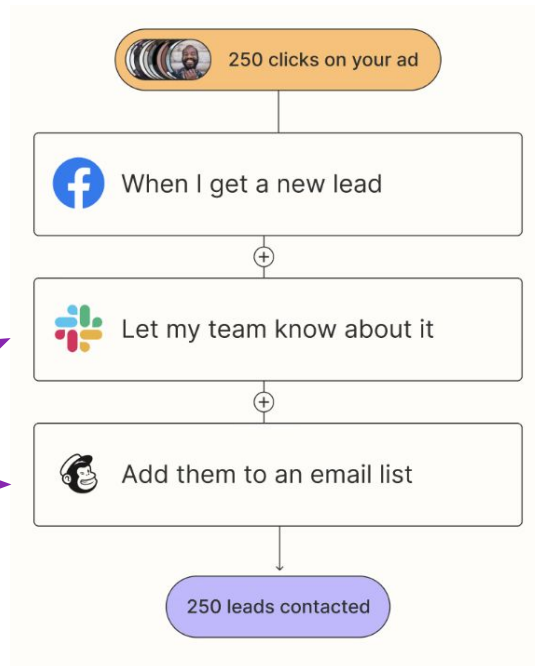 250 clicks on your ad
When I get a new lead
Let my team know about it
Add them to an email list
250 leads contacted